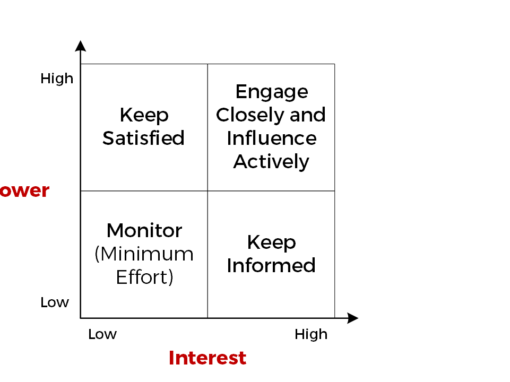 High
Keep
Satisfied
Engage
Closely and
Influence
Actively
ower
Monitor
(Minimum
Effort)
Keep
Informed
Low
Low
High
Interest